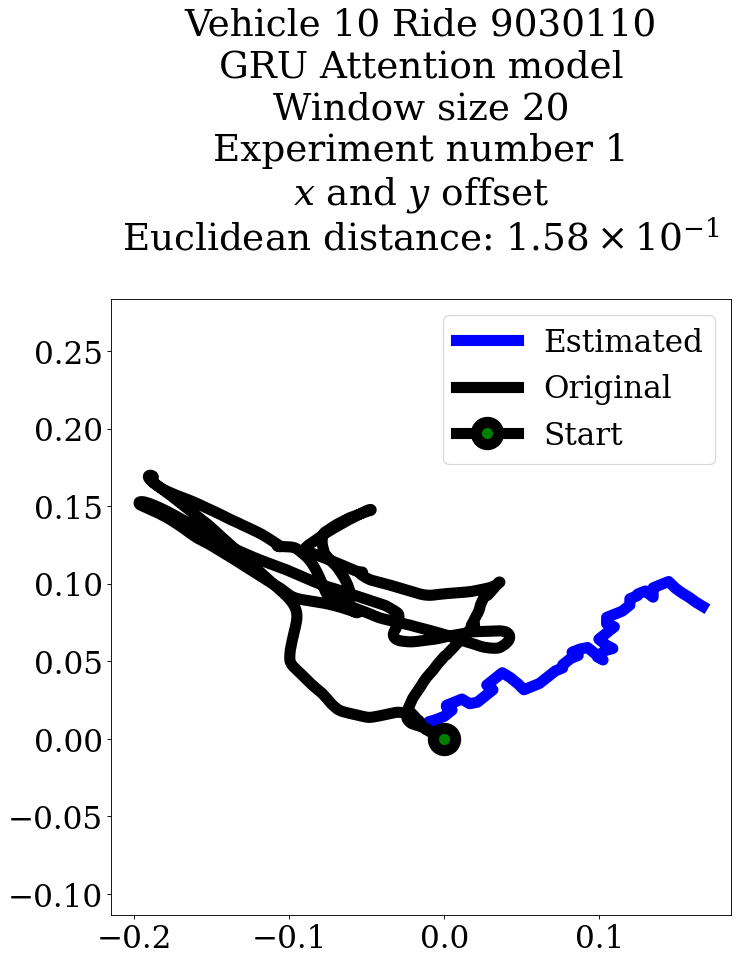 Vehicle 10 Ride 9030110
GRU Attention model
Window size 20
Experiment number 1
x and y offset
Euclidean distance: 1.58 × 10⁻¹
Estimated
Original
Start
0.25
0.20
0.15
0.10
0.05
0.00
−0.05
−0.10
−0.2 −0.1 0.0 0.1